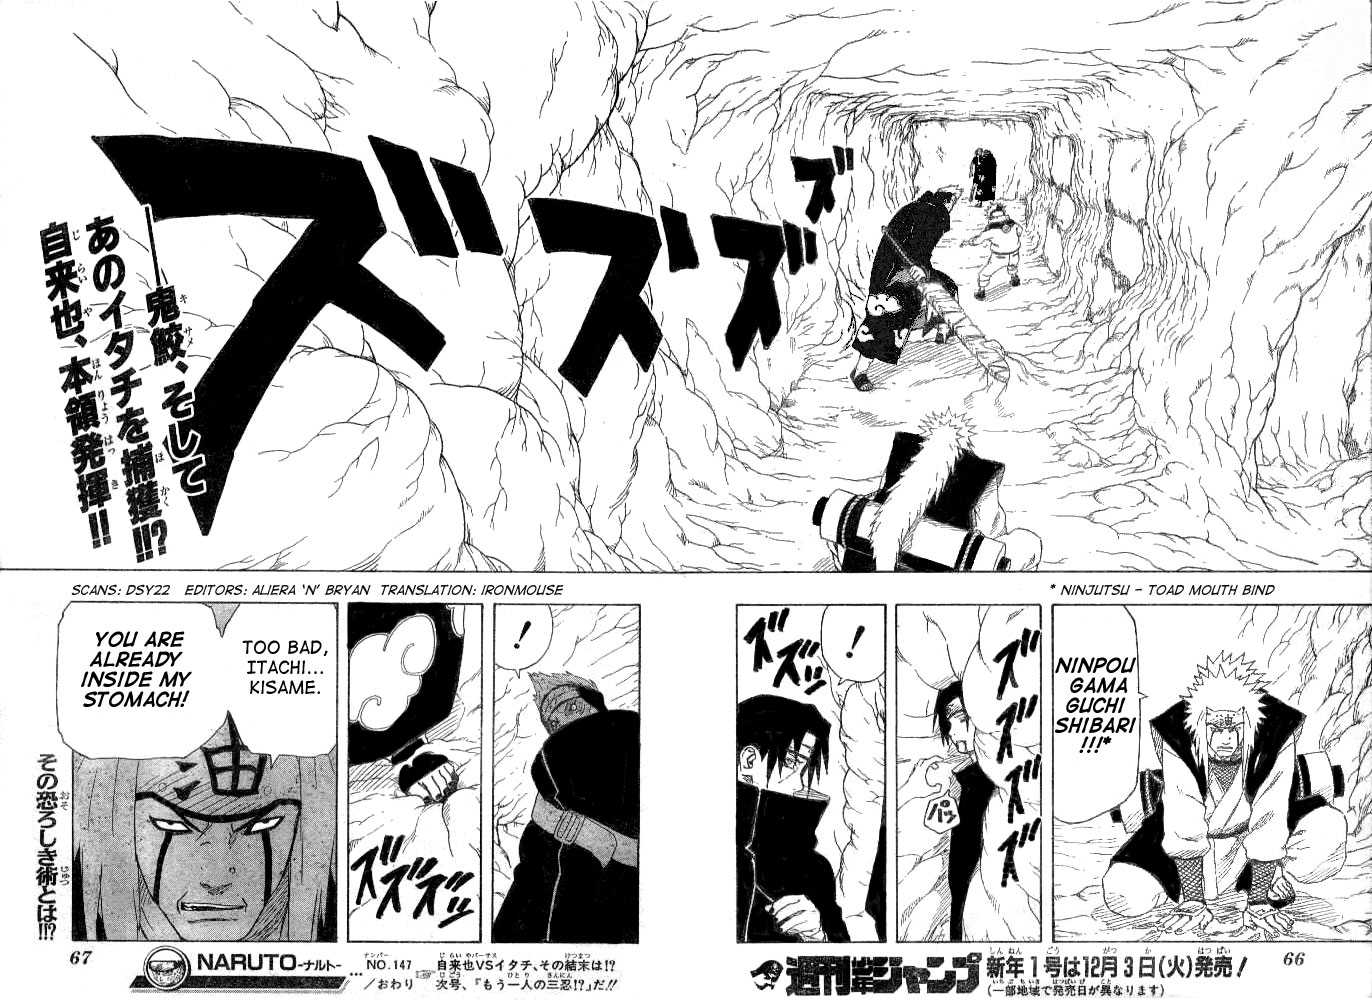 ズズズズ
―鬼鮫、そして
あのイタチを捕獲!!?
自来也、本領発揮!!
SCANS: DSY22 EDITORS: ALIERA 'N' BRYAN TRANSLATION: IRONMOUSE
* NINJUTSU - TOAD MOUTH BIND
NINPOU
GAMA
GUCHI
SHIBARI
!!!*
油
ズズズズ
パッ
!
ズズズッ
!
ズズズッ
TOO BAD,
ITACHI...
KISAME.
YOU ARE
ALREADY
INSIDE MY
STOMACH!
油
その恐ろしき術とは!!?
66
週刊少年ジャンプ 新年1号は12月3日(火)発売!
(一部地域で発売日が異なります)
67
NARUTO-ナルト-
NO.147
…/おわり
自来也VSイタチ、その結末は!?
次号、『もう一人の三忍!?』だ!!